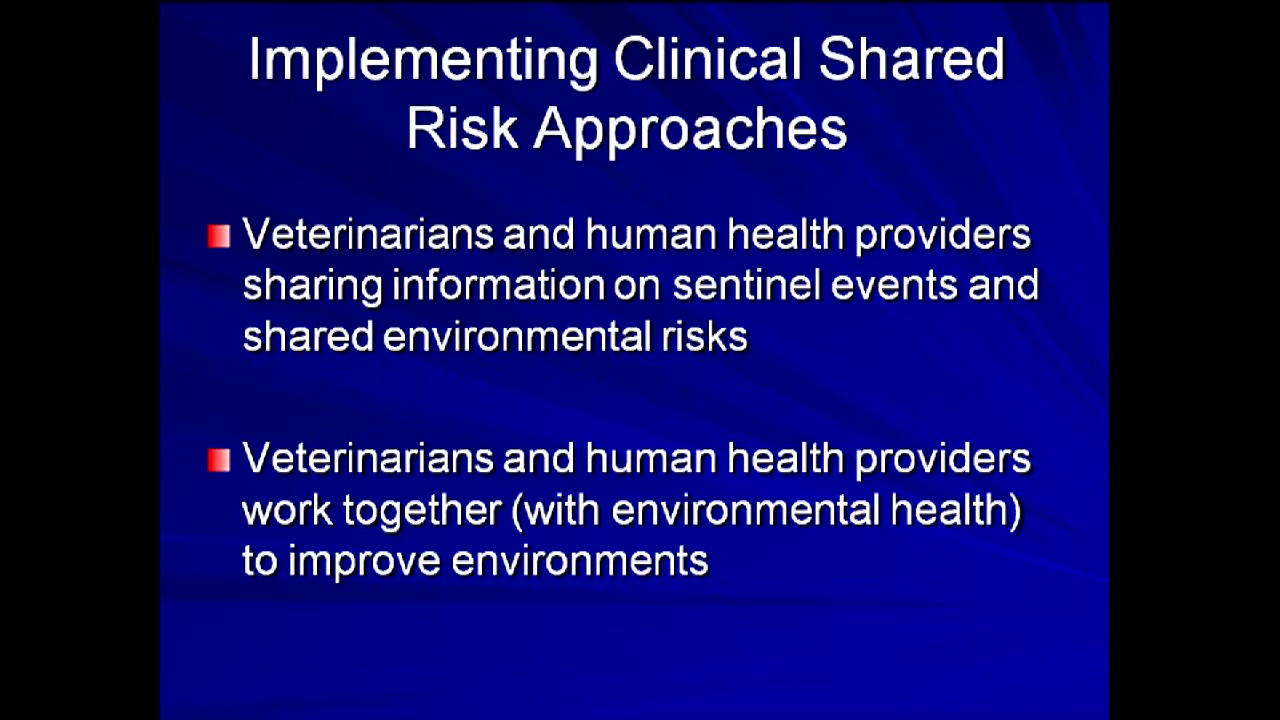 Implementing Clinical Shared
Risk Approaches
Veterinarians and human health providers
sharing information on sentinel events and
shared environmental risks
Veterinarians and human health providers
work together (with environmental health)
to improve environments